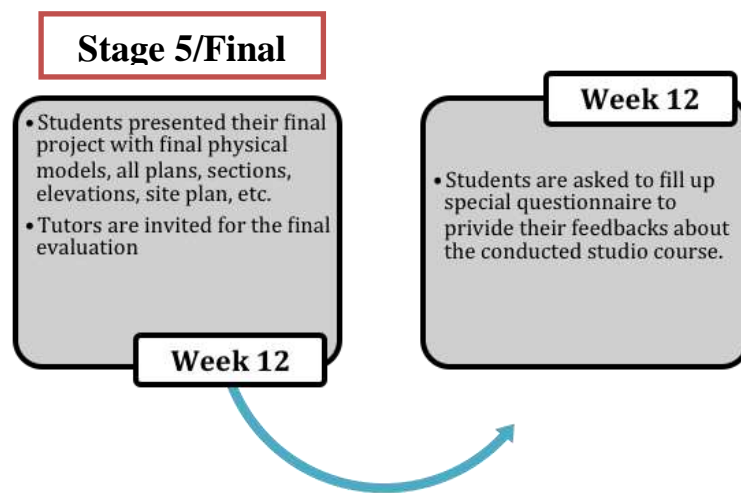 Stage 5/Final
• Students presented their final
project with final physical
models, all plans, sections,
elevations, site plan, etc.
• Tutors are invited for the final
evaluation
Week 12
Week 12
• Students are asked to fill up
special questionnaire to
privide their feedbacks about
the conducted studio course.